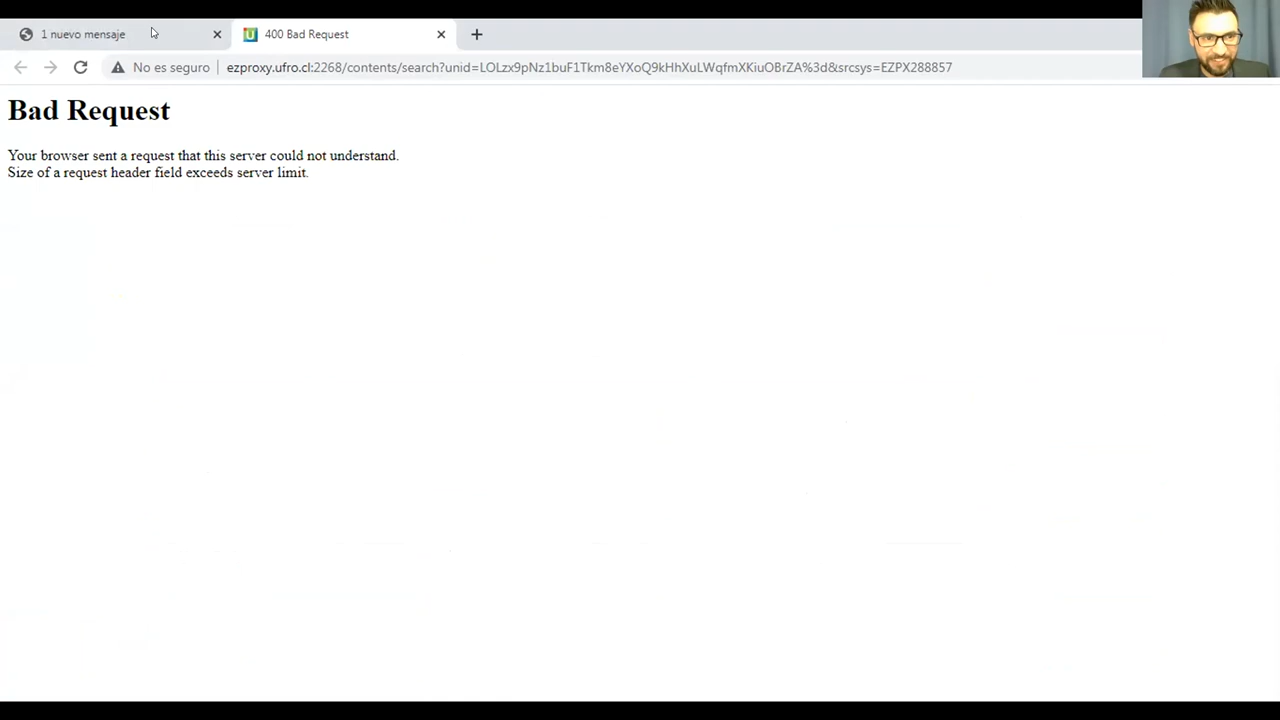 1 nuevo mensaje
400 Bad Request
No es seguro
ezproxy.ufro.cl:2268/contents/search?unid=LOLzx9pNz1buF1Tkm8eYXoQ9kHhXuLWqfmXKiuOBrZA%3d&srcsys=EZPX288857
Bad Request
Your browser sent a request that this server could not understand.
Size of a request header field exceeds server limit.